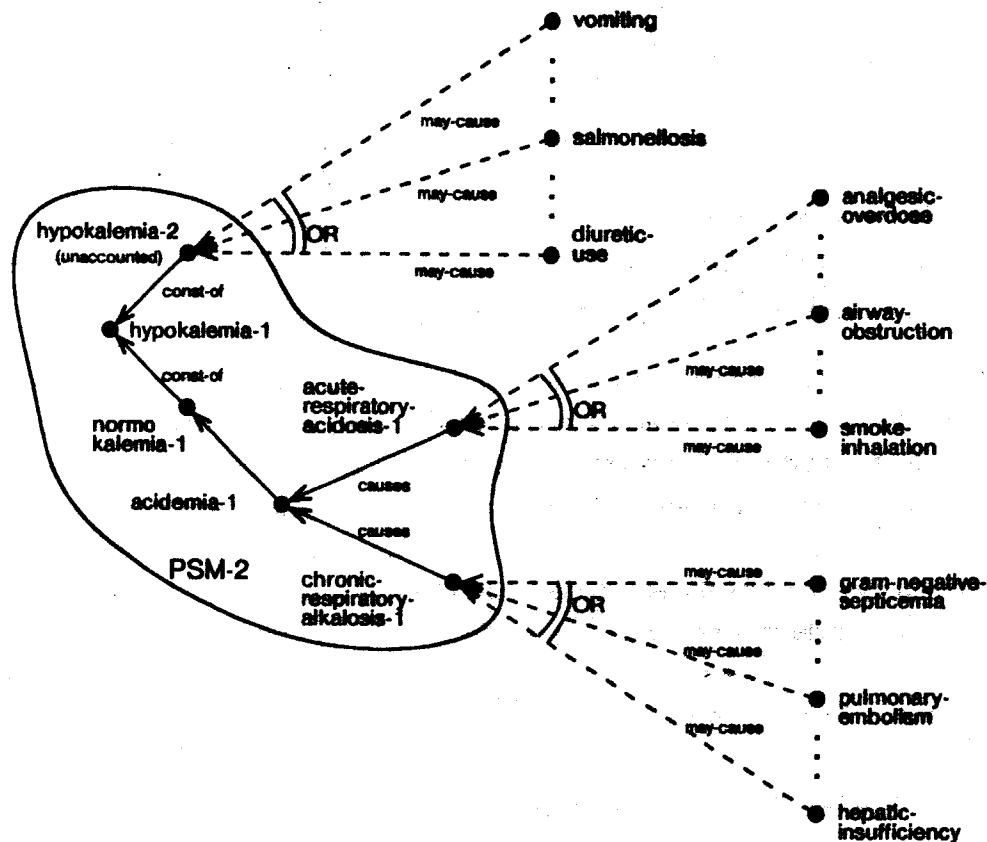 vomiting
may-cause
salmonellosis
may-cause
OR
diuretic-
use
may-cause
hypokalemia-2
(unaccounted)
const-of
hypokalemia-1
const-of
normo
kalemia-1
acute-
respiratory-
acidosis-1
causes
acidemia-1
causes
PSM-2
chronic-
respiratory-
alkalosis-1
analgesic-
overdose
airway-
obstruction
may-cause
OR
smoke-
inhalation
may-cause
may-cause
gram-negative-
septicemia
OR
may-cause
pulmonary-
embolism
may-cause
hepatic-
insufficiency